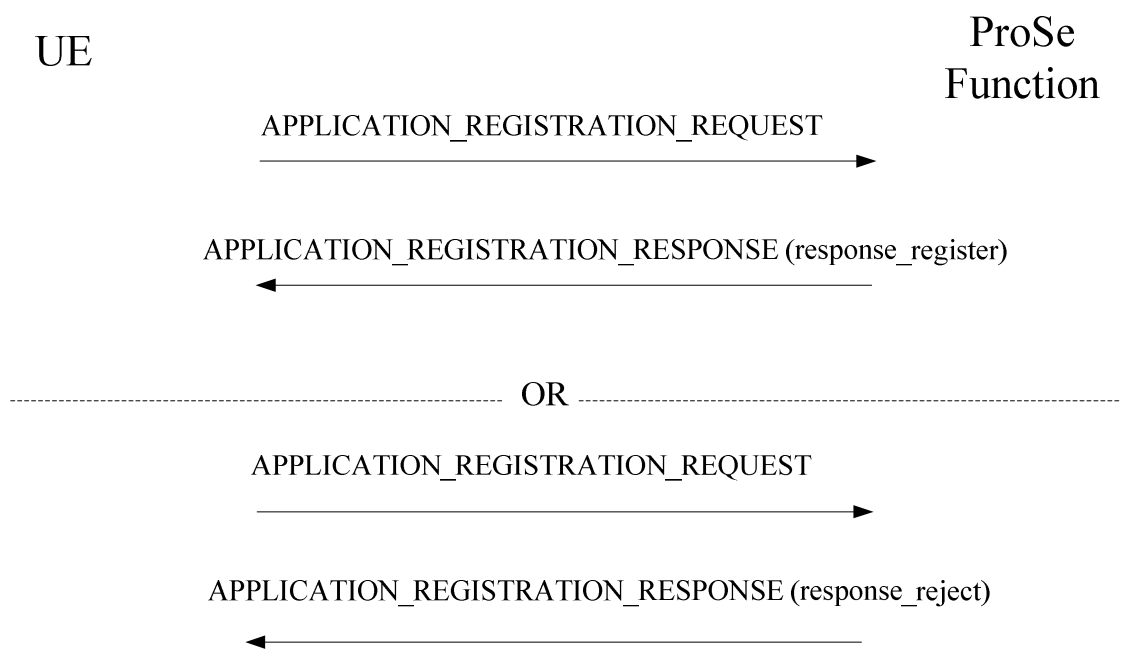 UE
ProSe
Function
APPLICATION_REGISTRATION_REQUEST
APPLICATION_REGISTRATION_RESPONSE (response_register)
OR
APPLICATION_REGISTRATION_REQUEST
APPLICATION_REGISTRATION_RESPONSE (response_reject)